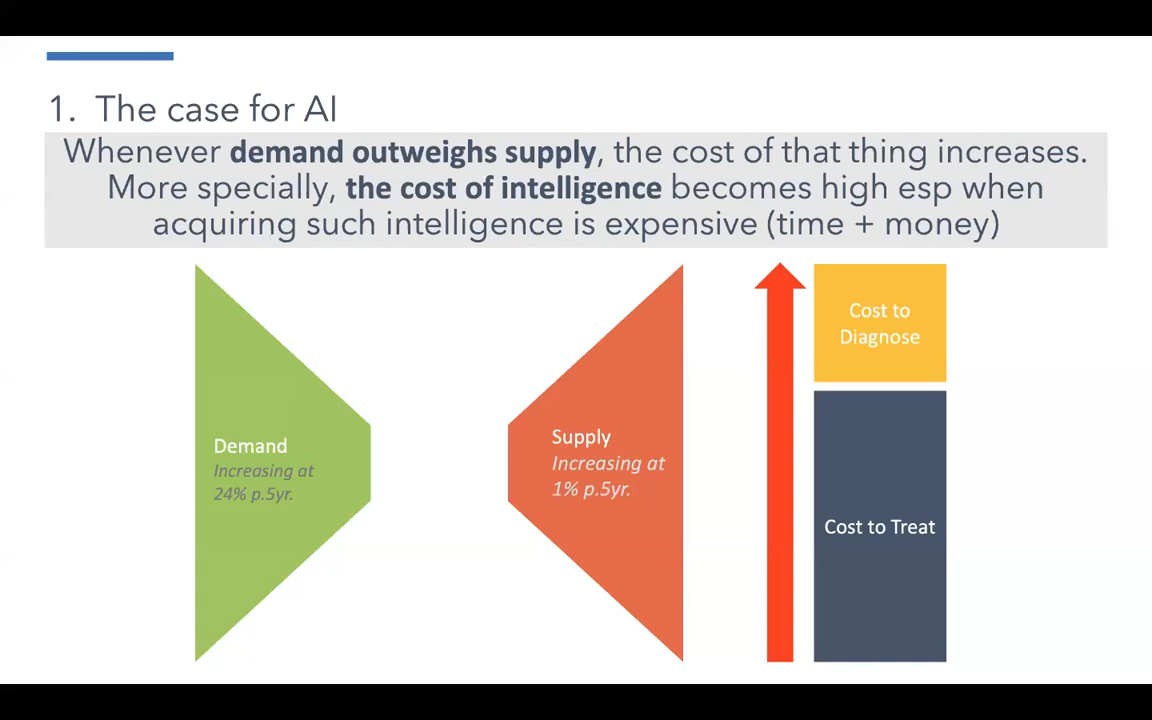 1. The case for AI
Whenever demand outweighs supply, the cost of that thing increases.
More specially, the cost of intelligence becomes high esp when
acquiring such intelligence is expensive (time + money)
Demand
Increasing at
24% p.5yr.
Supply
Increasing at
1% p.5yr.
Cost to
Diagnose
Cost to Treat